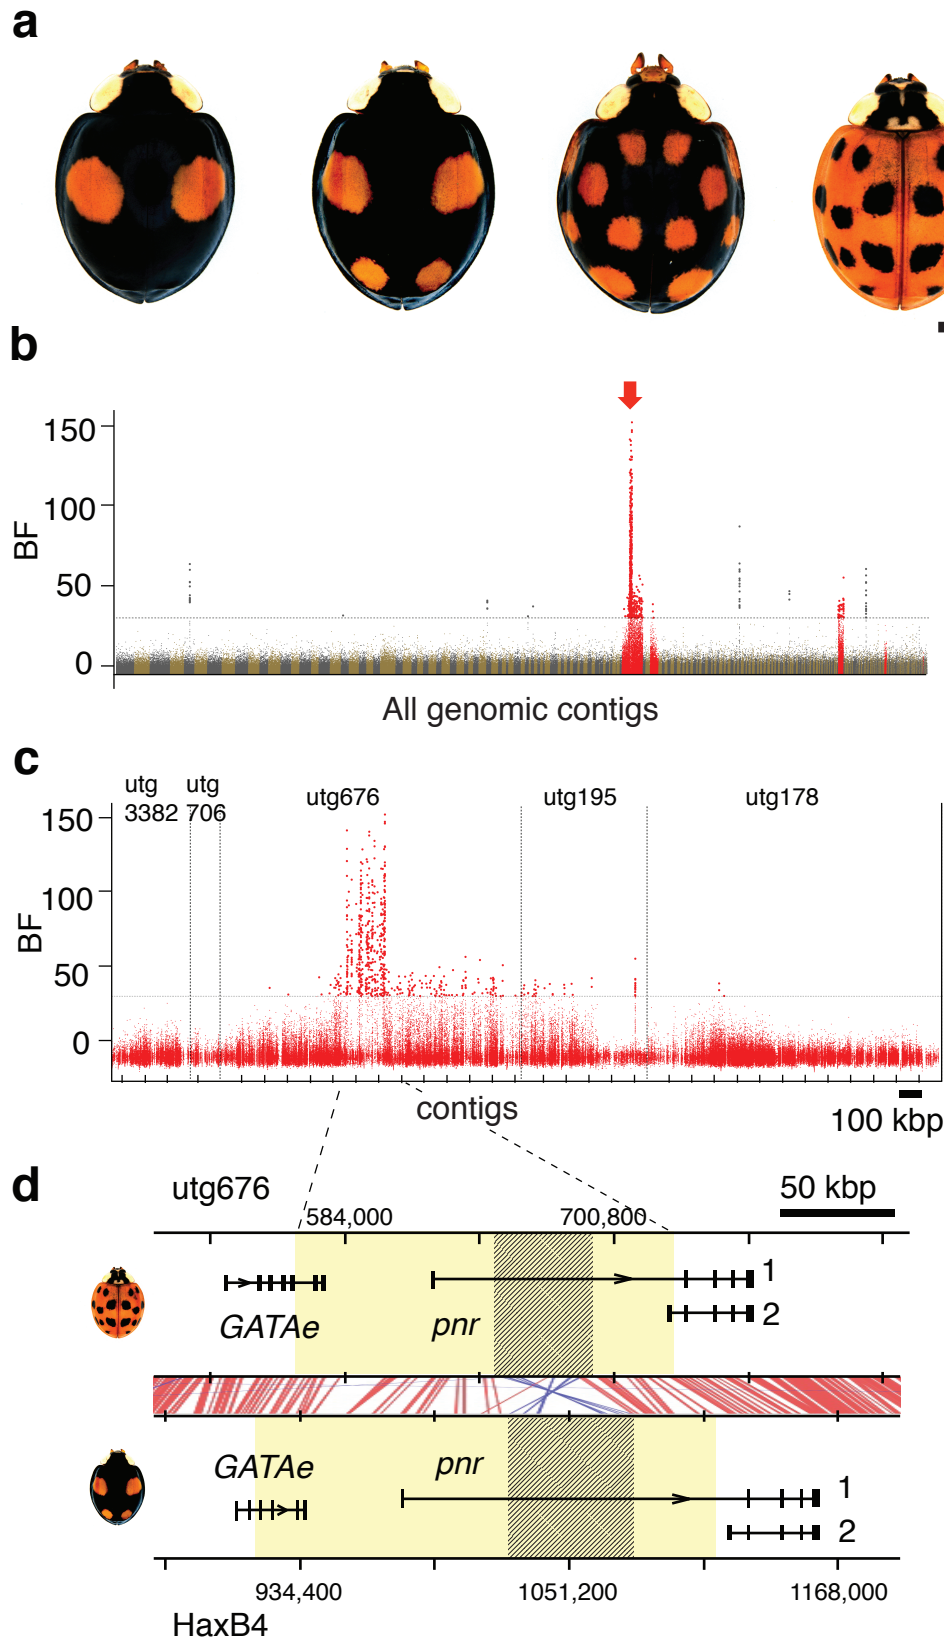 a
b
150
100
50
0
BF
All genomic contigs
c
utg utg
3382 706 utg676 utg195 utg178
150
100
50
0
BF
contigs
100 kbp
d
utg676
50 kbp
584,000 700,800
1
GATAe pnr 2
GATAe pnr
1
2
934,400 1051,200 1168,000
HaxB4